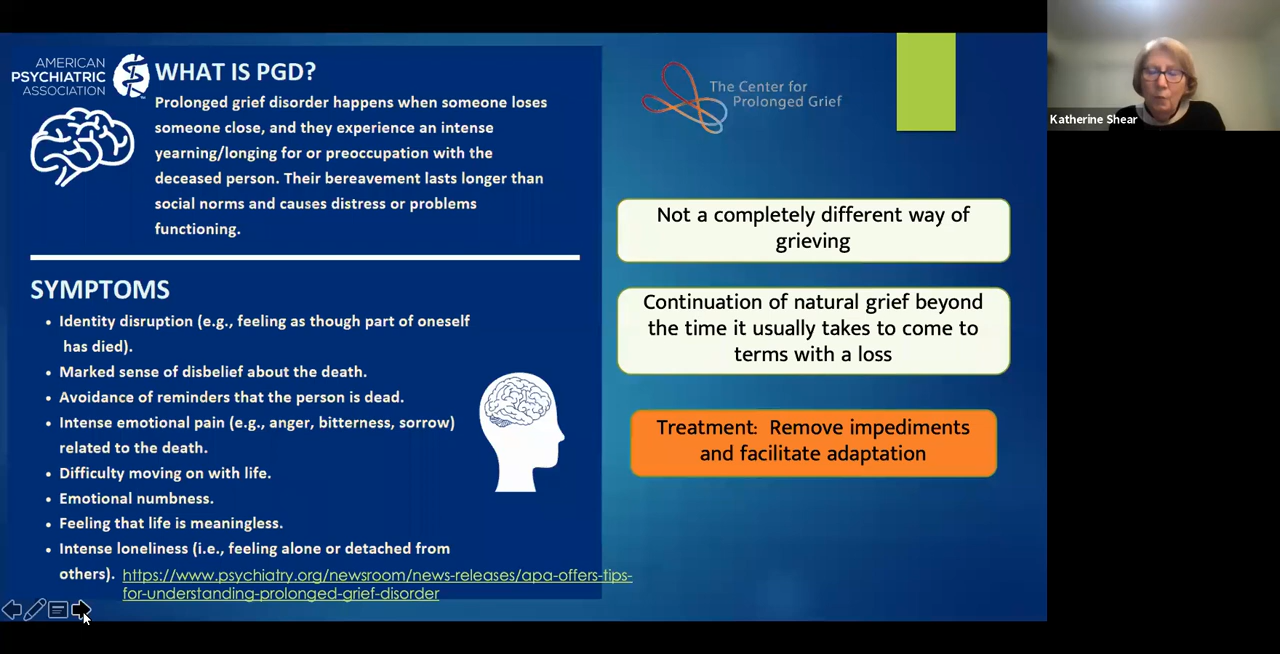 AMERICAN
PSYCHIATRIC
ASSOCIATION
WHAT IS PGD?
Prolonged grief disorder happens when someone loses
someone close, and they experience an intense
yearning/longing for or preoccupation with the
deceased person. Their bereavement lasts longer than
social norms and causes distress or problems
functioning.
SYMPTOMS
• Identity disruption (e.g., feeling as though part of oneself
has died).
• Marked sense of disbelief about the death.
• Avoidance of reminders that the person is dead.
• Intense emotional pain (e.g., anger, bitterness, sorrow)
related to the death.
• Difficulty moving on with life.
• Emotional numbness.
• Feeling that life is meaningless.
• Intense loneliness (i.e., feeling alone or detached from
others).
https://www.psychiatry.org/newsroom/news-releases/apa-offers-tips-
for-understanding-prolonged-grief-disorder
The Center for
Prolonged Grief
Not a completely different way of
grieving
Continuation of natural grief beyond
the time it usually takes to come to
terms with a loss
Treatment: Remove impediments
and facilitate adaptation
Katherine Shear